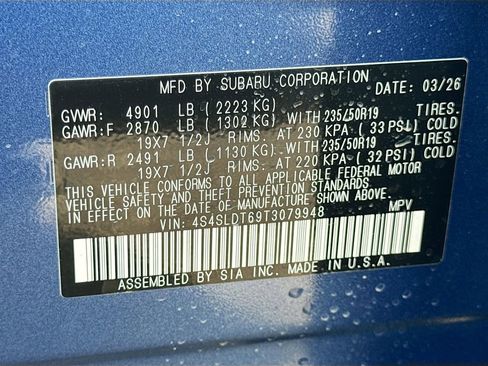 MFD BY SUBARU CORPORATION DATE: 03/26
GVWR: 4901 LB (2223 KG)
GAWR:F 2870 LB (1302 KG) WITH 235/50R19 TIRES.
19X7 1/2J RIMS. AT 230 KPA (33 PSI) COLD
GAWR:R 2491 LB (1130 KG) WITH 235/50R19 TIRES.
19X7 1/2J RIMS. AT 220 KPA (32 PSI) COLD
THIS VEHICLE CONFORMS TO ALL APPLICABLE FEDERAL MOTOR
VEHICLE SAFETY AND THEFT PREVENTION STANDARDS
IN EFFECT ON THE DATE OF MANUFACTURE SHOWN ABOVE.
VIN: 4S4SLDT69T3079948 MPV
ASSEMBLED BY SIA INC. MADE IN U.S.A.